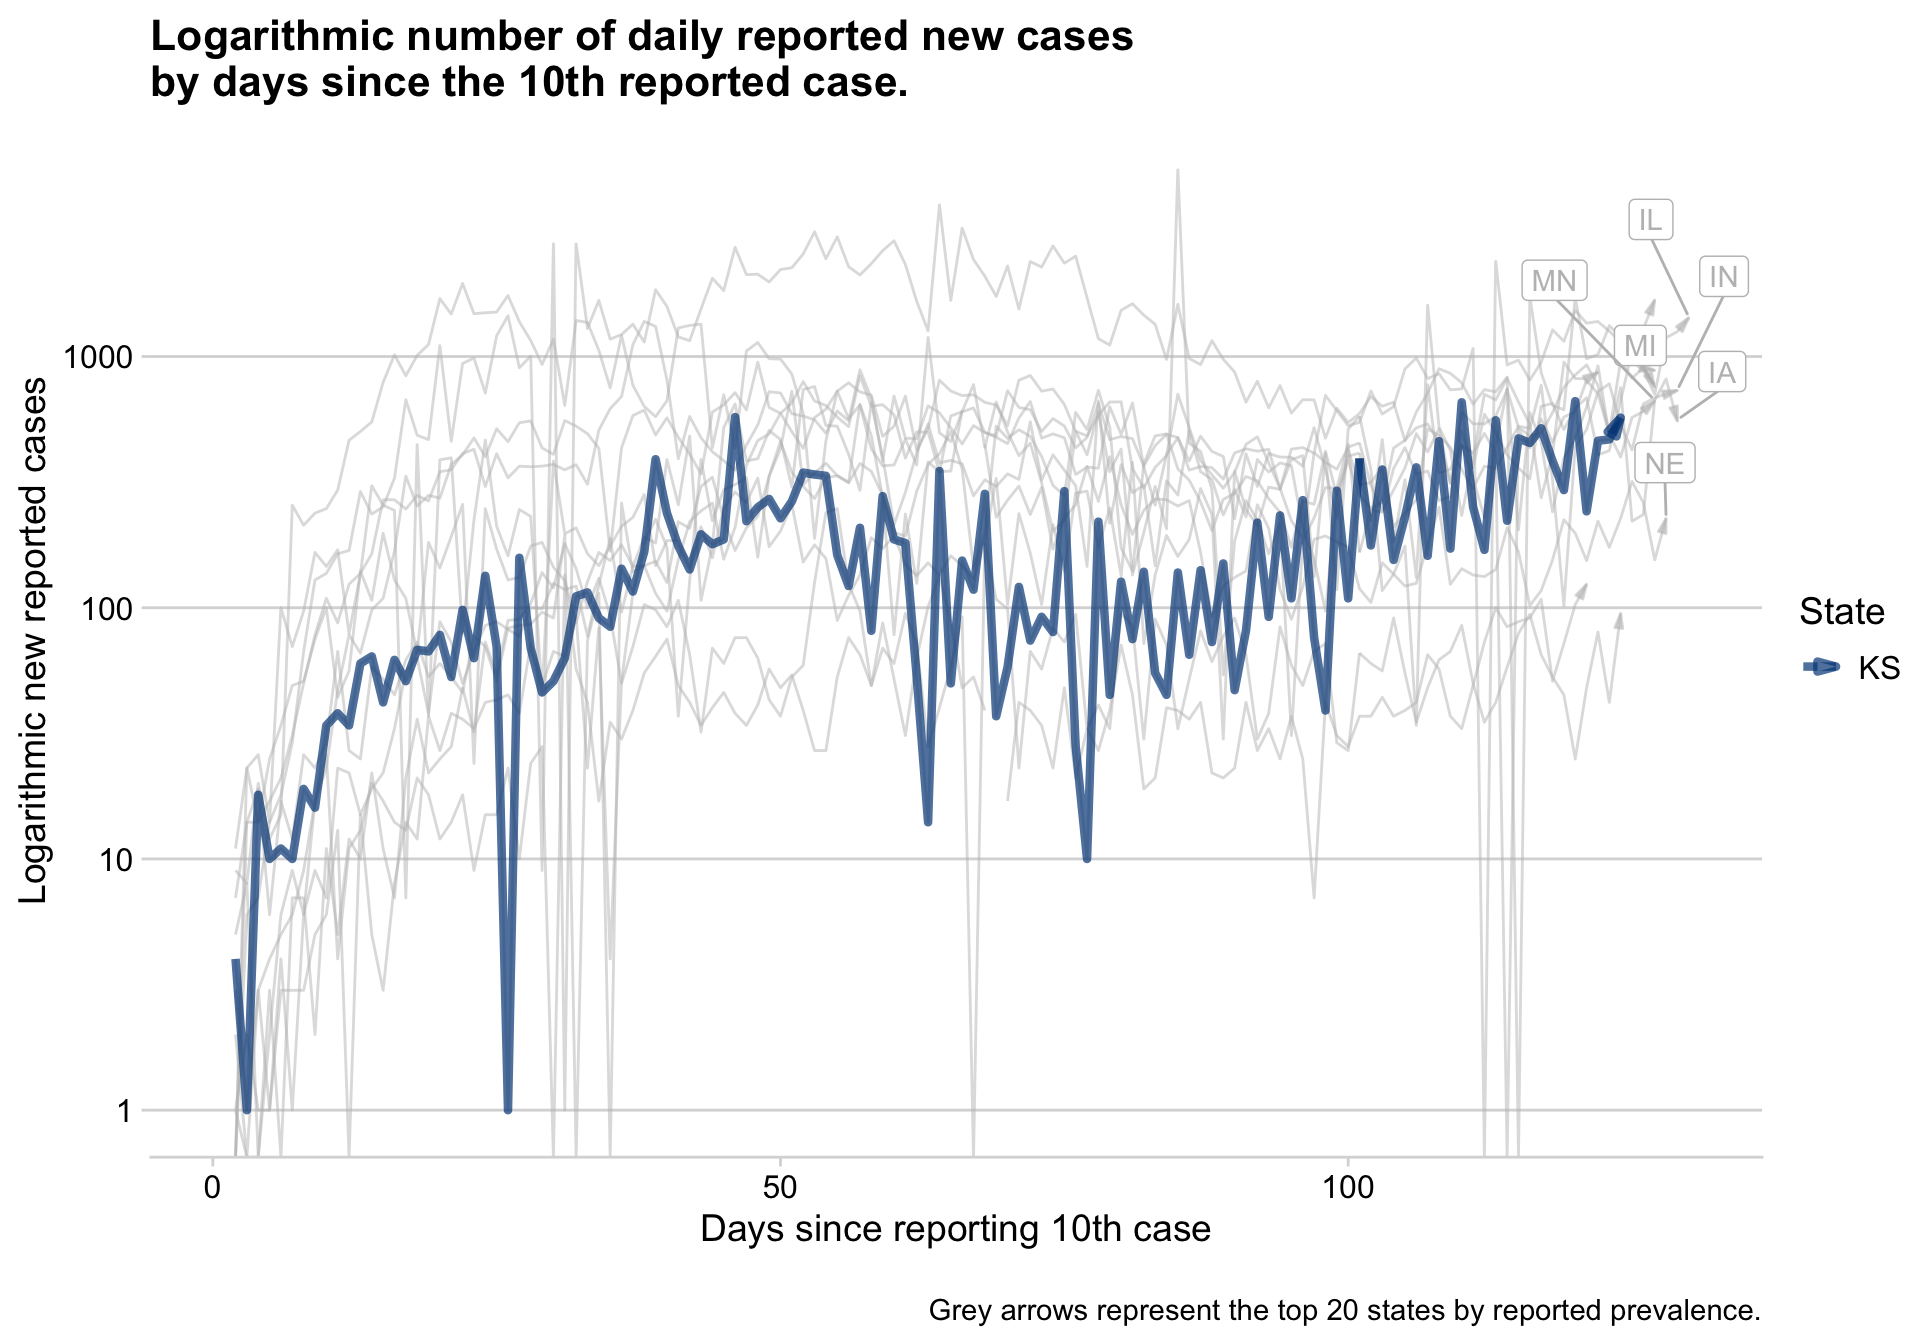 Logarithmic number of daily reported new cases
by days since the 10th reported case.
Logarithmic new reported cases
1000
100
10
1
IL
IN
MN
MI
IA
NE
State
KS
0
50
100
Days since reporting 10th case
Grey arrows represent the top 20 states by reported prevalence.